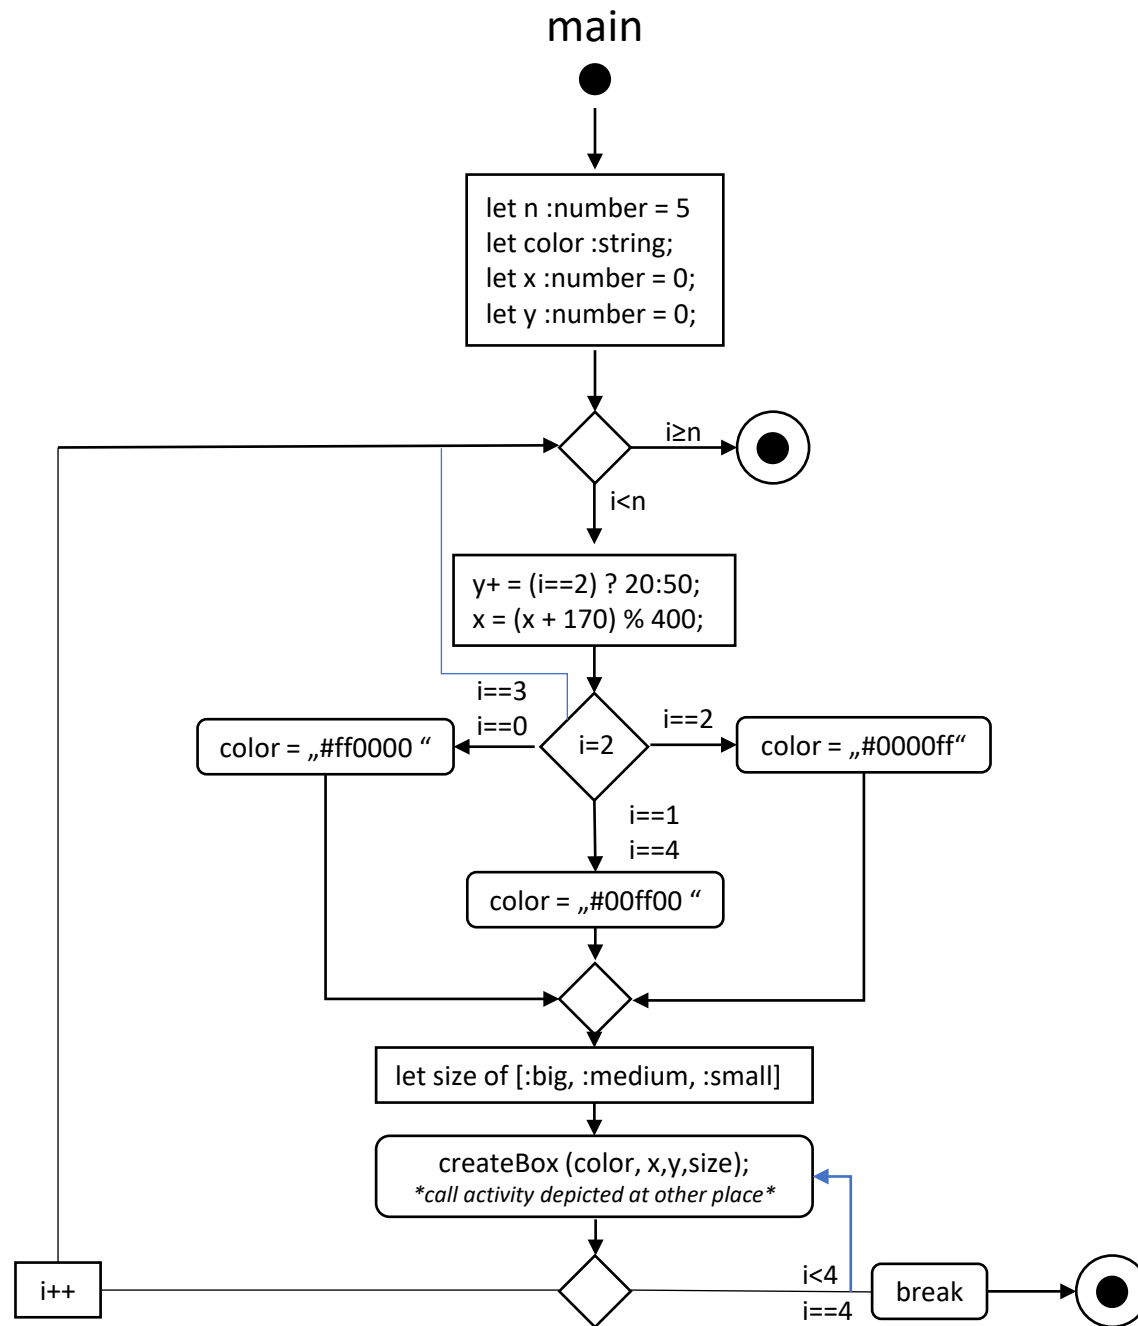 main
let n :number = 5
let color :string;
let x :number = 0;
let y :number = 0;
i≥n
i<n
y+ = (i==2) ? 20:50;
x = (x + 170) % 400;
i==3
i==0
i==2
color = „#ff0000 “
i=2
color = „#0000ff“
i==1
i==4
color = „#00ff00 “
let size of [:big, :medium, :small]
createBox (color, x,y,size);
*call activity depicted at other place*
i++
i<4
i==4
break